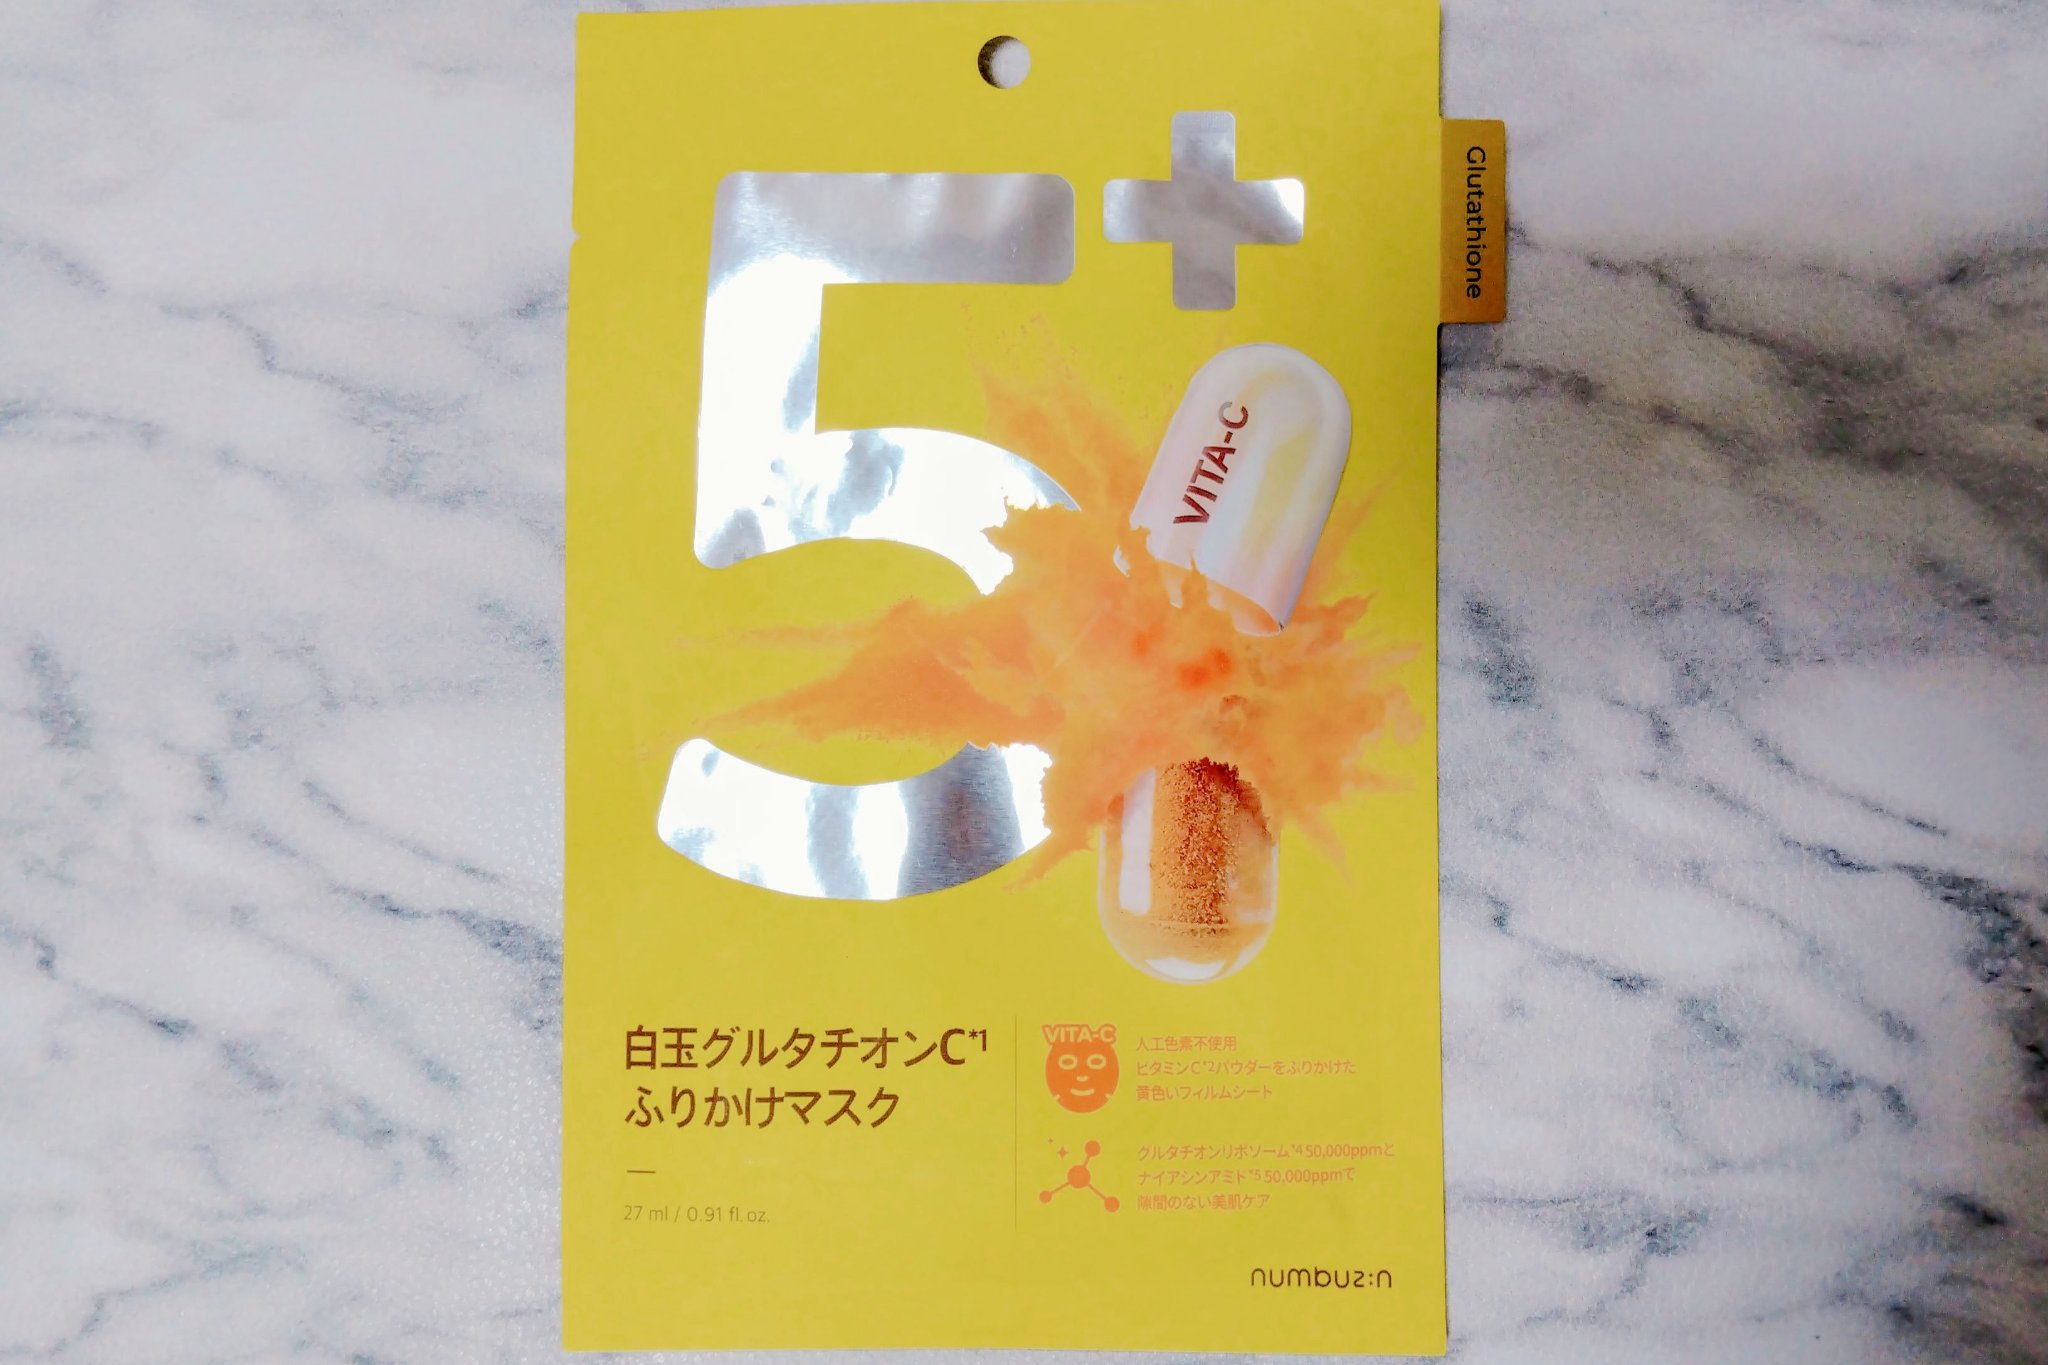 5+
Glutathione
VITA-C
白玉グルタチオンC*1
ふりかけマスク
27 ml / 0.91 fl. oz.
VITA-C
人工色素不使用
ビタミンC*2パウダーをふりかけた
黄色いフィルムシート
グルタチオンリポソーム*4 50,000ppmと
ナイアシンアミド*5 50,000ppmで
隙間のない美肌ケア
numbuz:n